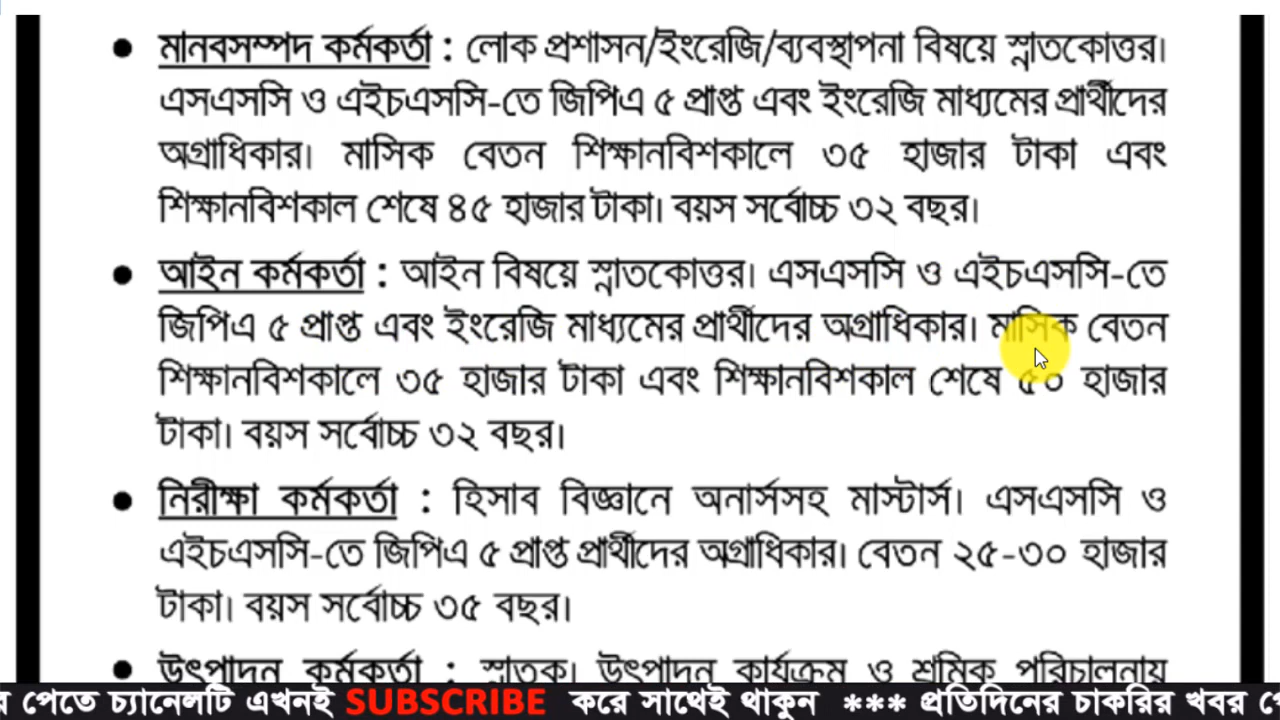 ● মানবসম্পদ কর্মকর্তা : লোক প্রশাসন/ইংরেজি/ব্যবস্থাপনা বিষয়ে স্নাতকোত্তর।
এসএসসি ও এইচএসসি-তে জিপিএ ৫ প্রাপ্ত এবং ইংরেজি মাধ্যমের প্রার্থীদের
অগ্রাধিকার। মাসিক বেতন শিক্ষানবিশকালে ৩৫ হাজার টাকা এবং
শিক্ষানবিশকাল শেষে ৪৫ হাজার টাকা। বয়স সর্বোচ্চ ৩২ বছর।
● আইন কর্মকর্তা : আইন বিষয়ে স্নাতকোত্তর। এসএসসি ও এইচএসসি-তে
জিপিএ ৫ প্রাপ্ত এবং ইংরেজি মাধ্যমের প্রার্থীদের অগ্রাধিকার। মাসিক বেতন
শিক্ষানবিশকালে ৩৫ হাজার টাকা এবং শিক্ষানবিশকাল শেষে ৫০ হাজার
টাকা। বয়স সর্বোচ্চ ৩২ বছর।
● নিরীক্ষা কর্মকর্তা : হিসাব বিজ্ঞানে অনার্সসহ মাস্টার্স। এসএসসি ও
এইচএসসি-তে জিপিএ ৫ প্রাপ্ত প্রার্থীদের অগ্রাধিকার। বেতন ২৫-৩০ হাজার
টাকা। বয়স সর্বোচ্চ ৩৫ বছর।
● উৎপাদন কর্মকর্তা : স্নাতক। উৎপাদন কার্যক্রম ও শ্রমিক পরিচালনায়
পেতে চ্যানেলটি এখনই SUBSCRIBE করে সাথেই থাকুন *** প্রতিদিনের চাকরির খবর